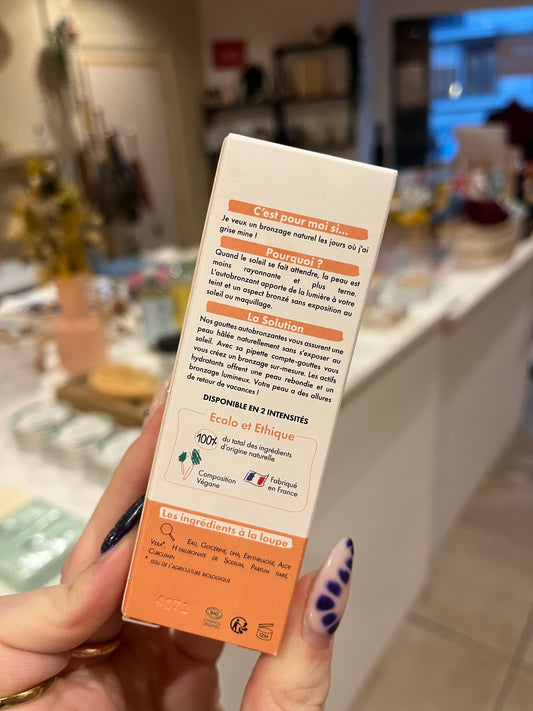 C'est pour moi si...
Je veux un bronzage naturel les jours où j'ai
grise mine !
Pourquoi ?
Quand le soleil se fait attendre, la peau est
moins rayonnante et plus terne.
L'autobronzant apporte de la lumière à votre
teint et un aspect bronzé sans exposition au
soleil ou maquillage.
La Solution
Nos gouttes autobronzantes vous assurent une
peau hâlée naturellement sans s'exposer au
soleil. Avec sa pipette compte-gouttes vous
vous créez un bronzage sur-mesure. Les actifs
hydratants offrent une peau rebondie et un
bronzage lumineux. Votre peau a des allures
de retour de vacances !
DISPONIBLE EN 2 INTENSITÉS
Ecolo et Ethique
100% du total des ingrédients
d'origine naturelle
Composition
Végane
Fabriqué
en France
Les ingrédients à la loupe
EAU, GLYCÉRINE, DHA, ERYTHRULOSE, ALOE
VERA*, HYALURONATE DE SODIUM, PARFUM
CURCUMIN
* ISSU DE L'AGRICULTURE BIOLOGIQUE
4071
BIO
COSMOS
ORGANIC
12M